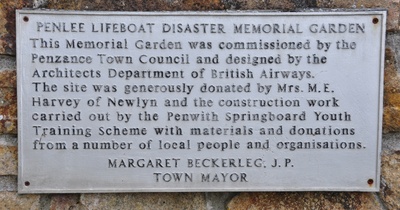 PENLEE LIFEBOAT DISASTER MEMORIAL GARDEN
This Memorial Garden was commissioned by the
Penzance Town Council and designed by the
Architects Department of British Airways.
The site was generously donated by Mrs. M.E.
Harvey of Newlyn and the construction work
carried out by the Penwith Springboard Youth
Training Scheme with materials and donations
from a number of local people and organisations.
MARGARET BECKERLEG, J.P.
TOWN MAYOR